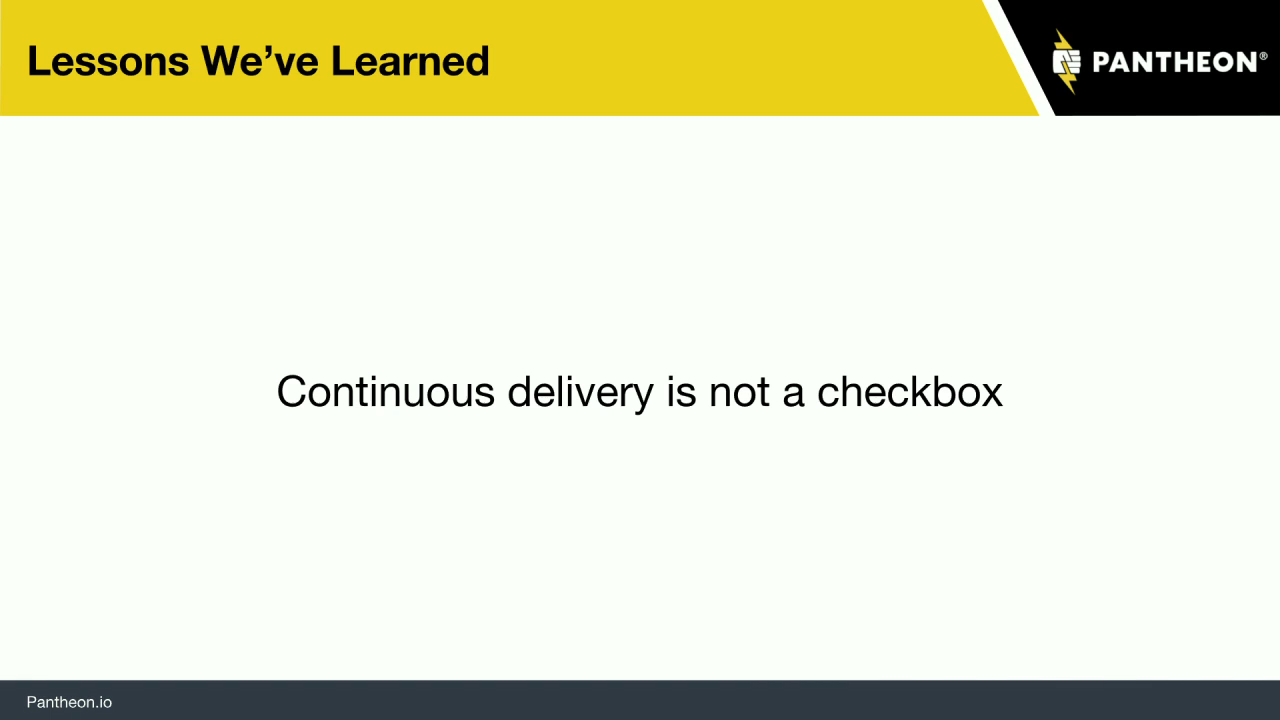 Lessons We’ve Learned
PANTHEON®
Continuous delivery is not a checkbox
Pantheon.io